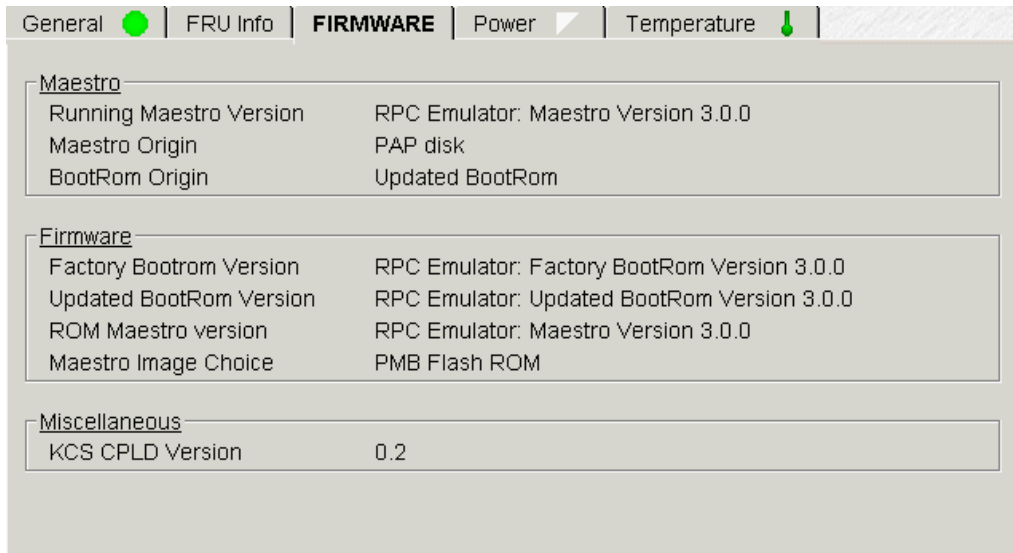 General FRU Info FIRMWARE Power Temperature
Maestro
Running Maestro Version RPC Emulator: Maestro Version 3.0.0
Maestro Origin PAP disk
BootRom Origin Updated BootRom
Firmware
Factory Bootrom Version RPC Emulator: Factory BootRom Version 3.0.0
Updated BootRom Version RPC Emulator: Updated BootRom Version 3.0.0
ROM Maestro version RPC Emulator: Maestro Version 3.0.0
Maestro Image Choice PMB Flash ROM
Miscellaneous
KCS CPLD Version 0.2